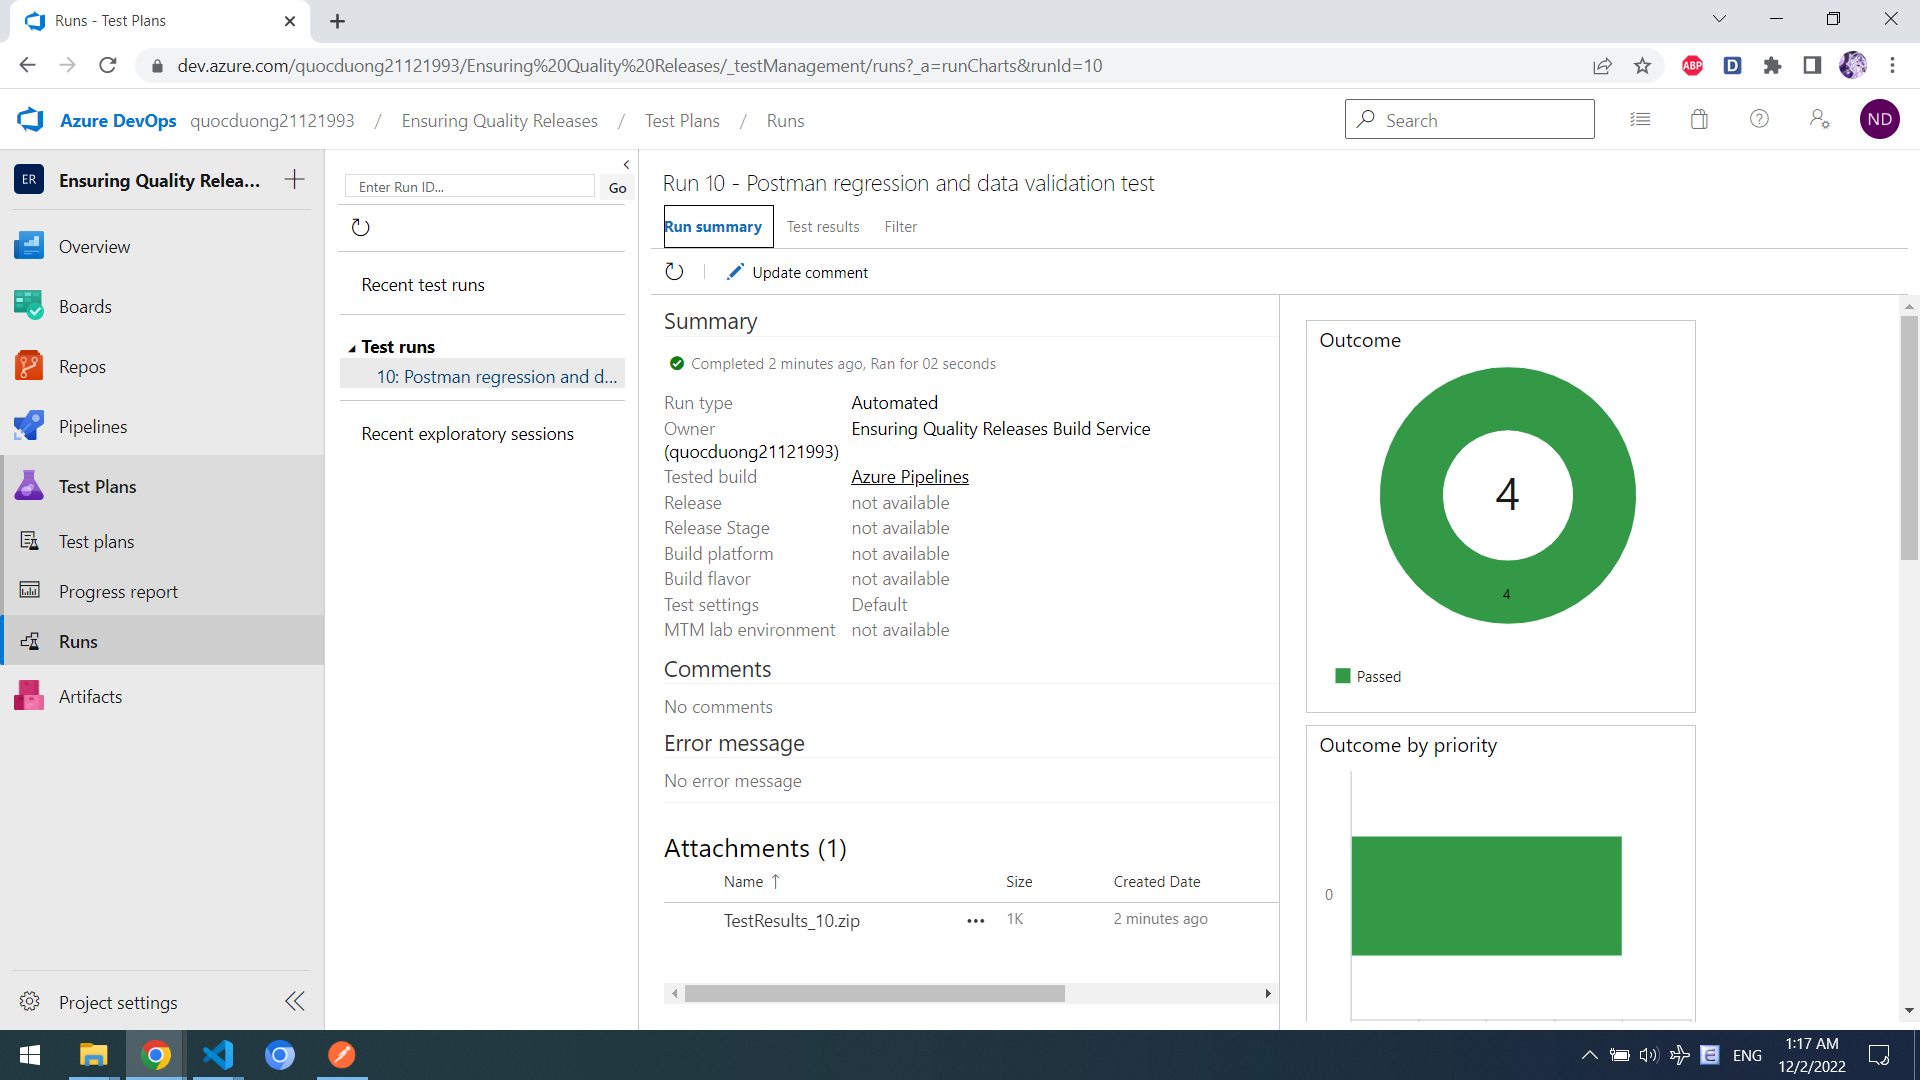 Runs - Test Plans
dev.azure.com/quocduong21121993/Ensuring%20Quality%20Releases/_testManagement/runs?_a=runCharts&runId=10
ABP
D
Azure DevOps quocduong21121993 / Ensuring Quality Releases / Test Plans / Runs
Search
ND
ER Ensuring Quality Relea...
Overview
Boards
Repos
Pipelines
Test Plans
Test plans
Progress report
Runs
Artifacts
Project settings
Enter Run ID...
Go
Recent test runs
Test runs
10: Postman regression and d...
Recent exploratory sessions
Run 10 - Postman regression and data validation test
Run summary Test results Filter
Update comment
Summary
Completed 2 minutes ago, Ran for 02 seconds
Run type Automated
Owner Ensuring Quality Releases Build Service
(quocduong21121993)
Tested build Azure Pipelines
Release not available
Release Stage not available
Build platform not available
Build flavor not available
Test settings Default
MTM lab environment not available
Comments
No comments
Error message
No error message
Attachments (1)
Name Size Created Date
TestResults_10.zip 1K 2 minutes ago
Outcome
4
4
Passed
Outcome by priority
0
ENG
1:17 AM
12/2/2022